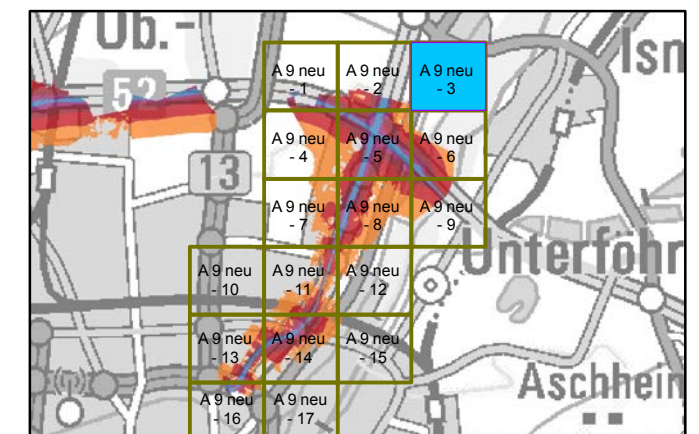 Ob.-
Isn
52
A 9 neu
- 1
A 9 neu
- 2
A 9 neu
- 3
A 9 neu
- 4
A 9 neu
- 5
A 9 neu
- 6
13
A 9 neu
- 7
A 9 neu
- 8
A 9 neu
- 9
Unterföhr
A 9 neu
- 10
A 9 neu
- 11
A 9 neu
- 12
A 9 neu
- 13
A 9 neu
- 14
A 9 neu
- 15
Aschhein
A 9 neu
- 16
A 9 neu
- 17